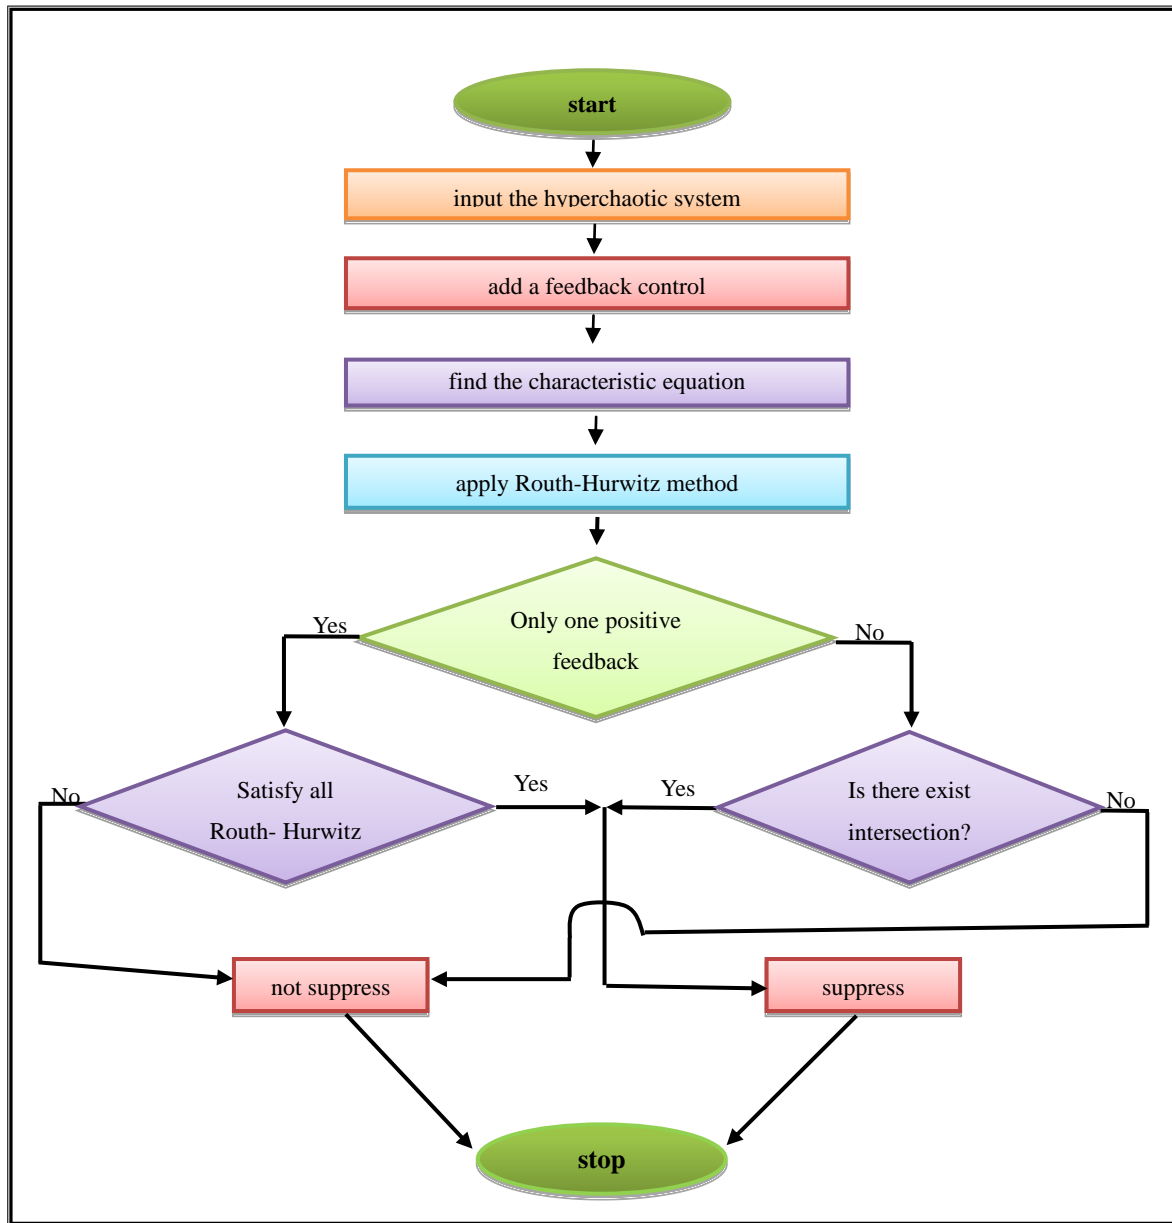 start
input the hyperchaotic system
add a feedback control
find the characteristic equation
apply Routh-Hurwitz method
Only one positive
feedback
Yes
No
Satisfy all
Routh- Hurwitz
No
Yes
Is there exist
intersection?
Yes
No
not suppress
suppress
stop